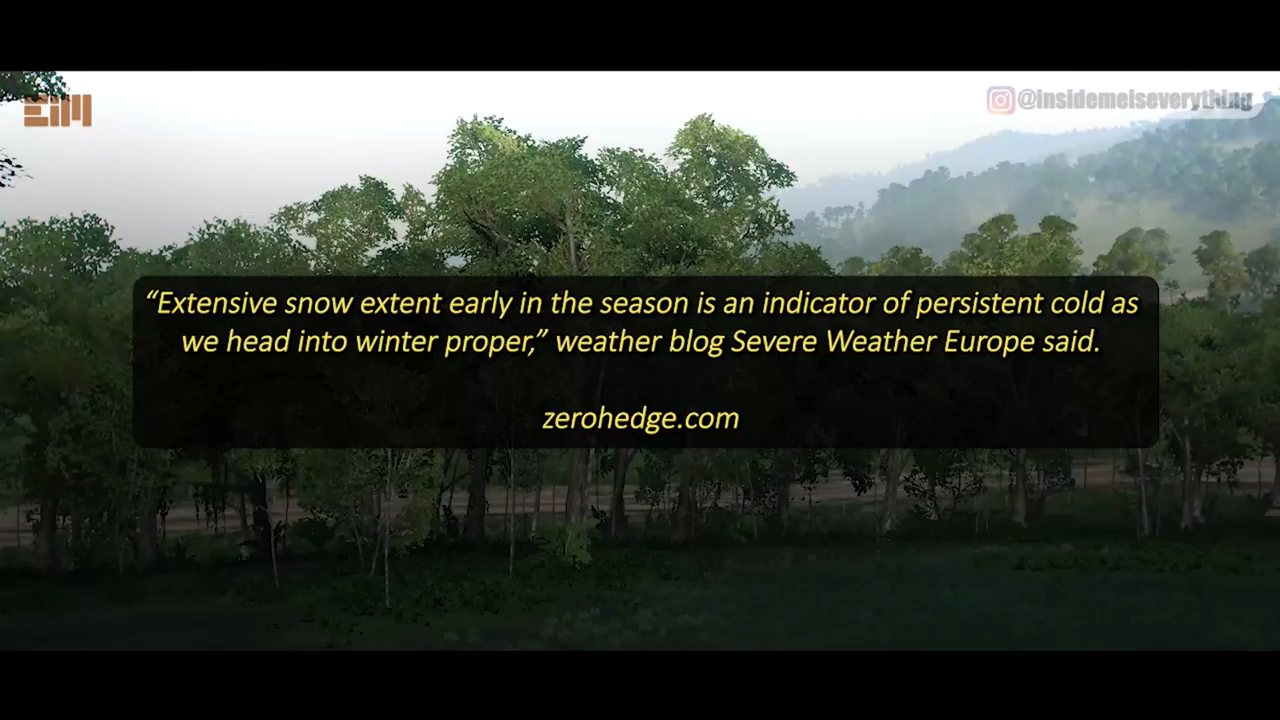 EiM
@Insidemeiseverything
“Extensive snow extent early in the season is an indicator of persistent cold as
we head into winter proper,” weather blog Severe Weather Europe said.
zerohedge.com